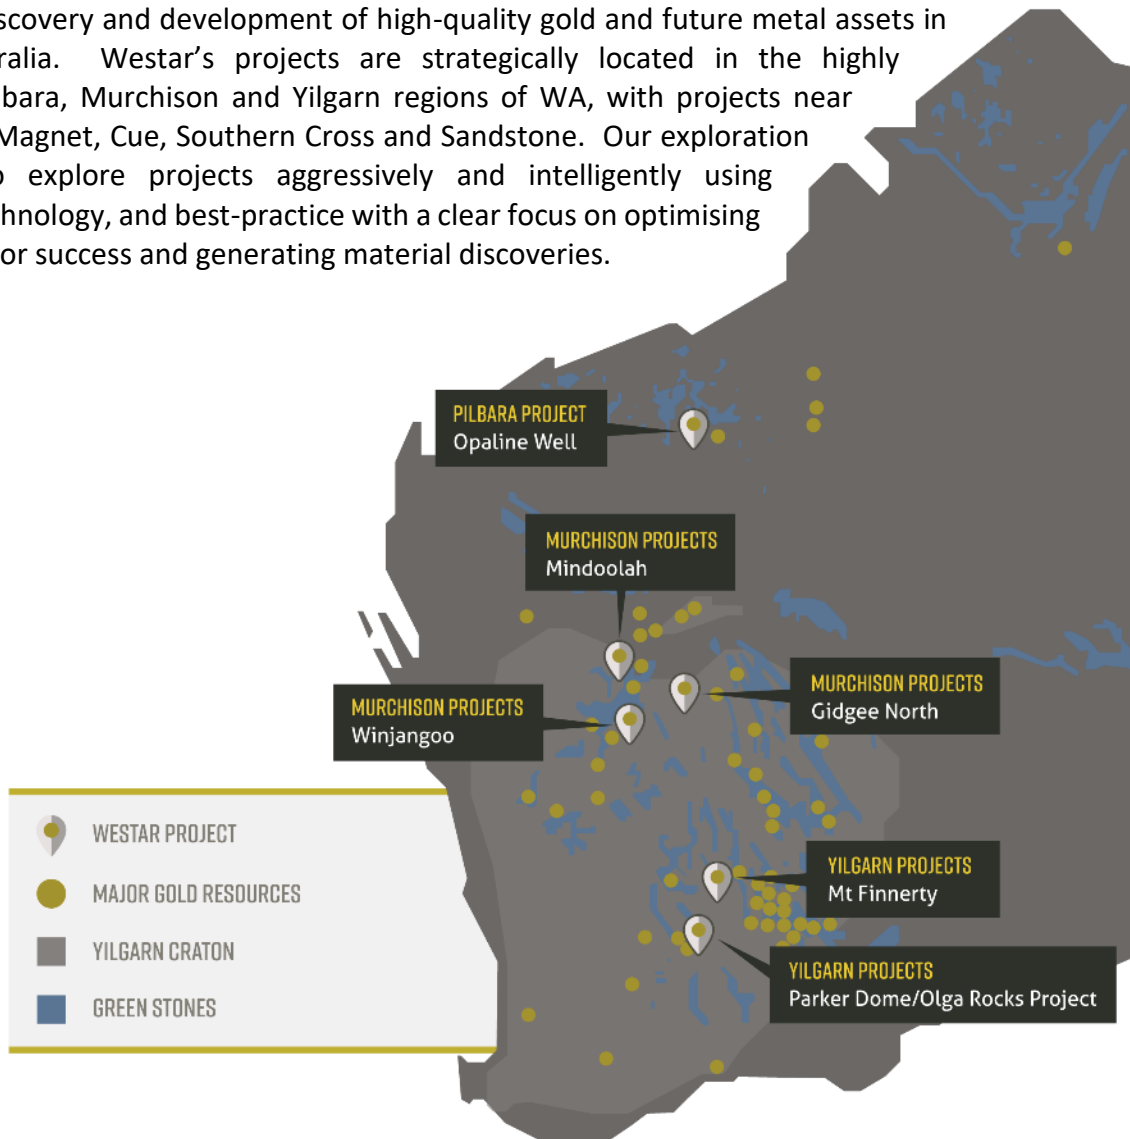 scovery and development of high-quality gold and future metal assets in
ralia. Westar's projects are strategically located in the highly
bara, Murchison and Yilgarn regions of WA, with projects near
Magnet, Cue, Southern Cross and Sandstone. Our exploration
o explore projects aggressively and intelligently using
hnology, and best-practice with a clear focus on optimising
or success and generating material discoveries.
PILBARA PROJECT
Opaline Well
MURCHISON PROJECTS
Mindoolah
MURCHISON PROJECTS
Gidgee North
MURCHISON PROJECTS
Winjangoo
WESTAR PROJECT
MAJOR GOLD RESOURCES
YILGARN CRATON
GREEN STONES
YILGARN PROJECTS
Mt Finnerty
YILGARN PROJECTS
Parker Dome/Olga Rocks Project